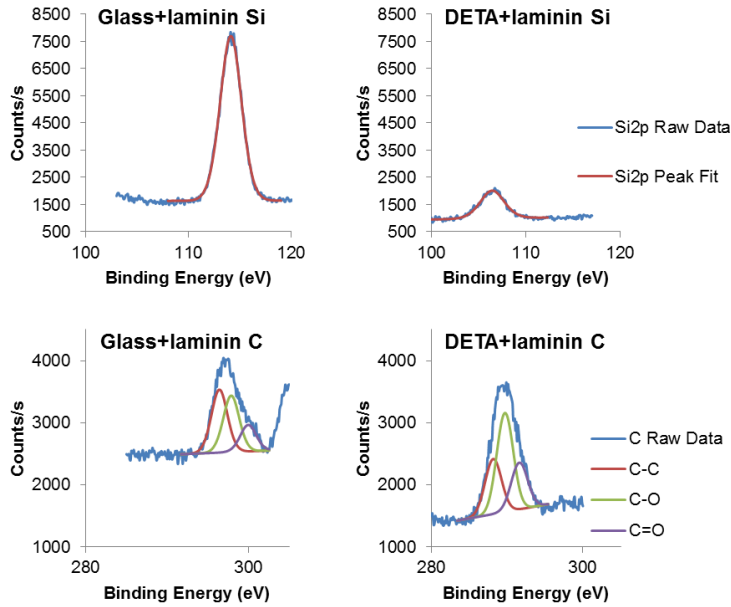 Glass+laminin Si
8500
7500
6500
5500
4500
3500
2500
1500
500
100
110
120
Counts/s
Binding Energy (eV)
DETA+laminin Si
8500
7500
6500
5500
4500
3500
2500
1500
500
100
110
120
Counts/s
Binding Energy (eV)
Si2p Raw Data
Si2p Peak Fit
Glass+laminin C
4000
3000
2000
1000
280
300
Counts/s
Binding Energy (eV)
DETA+laminin C
4000
3000
2000
1000
280
300
Counts/s
Binding Energy (eV)
C Raw Data
C-C
C-O
C=O